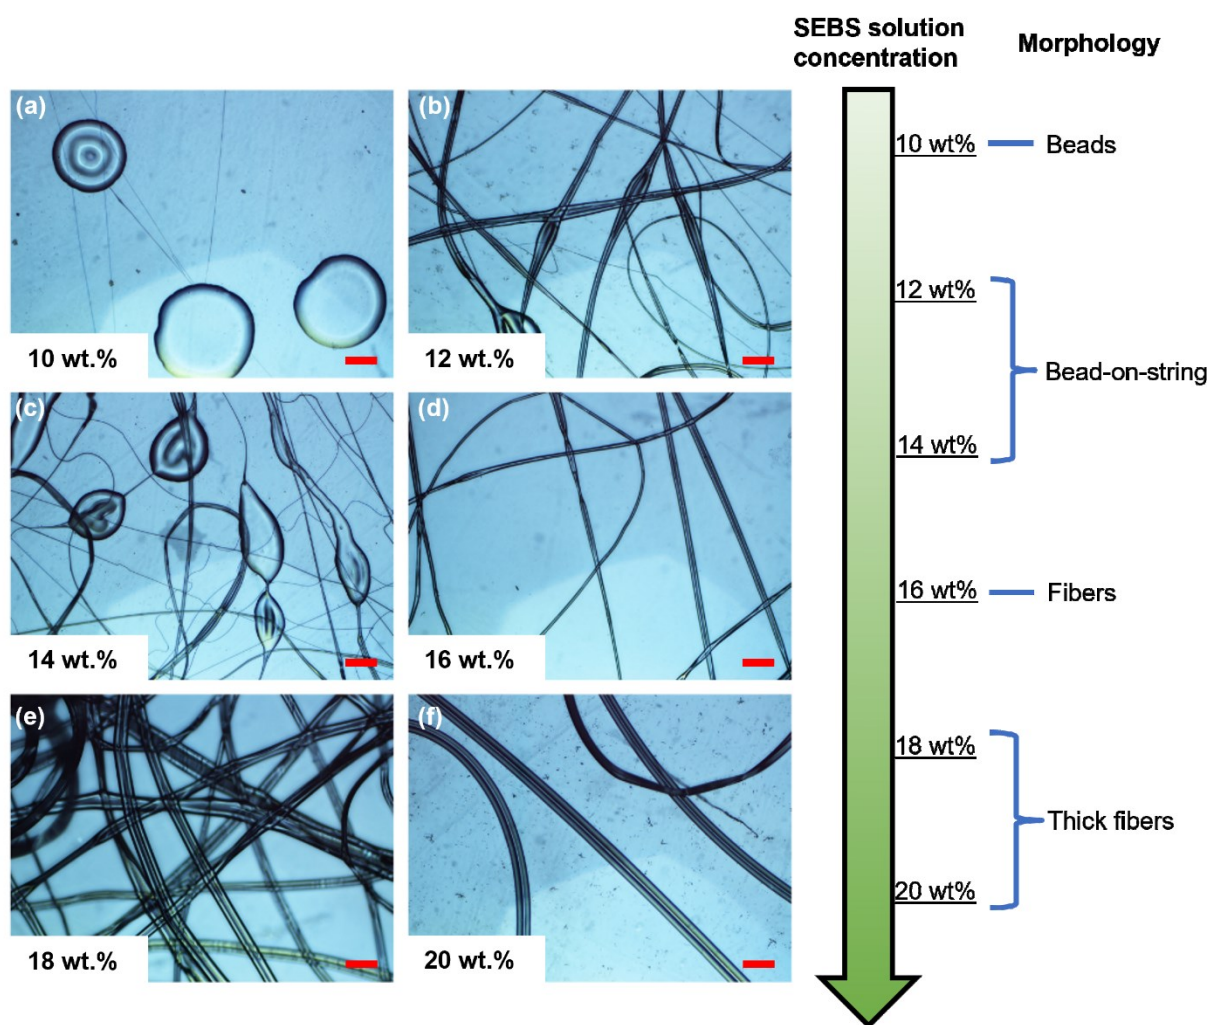 SEBS solution
concentration
Morphology
(a)
10 wt.%
(b)
12 wt.%
(c)
14 wt.%
(d)
16 wt.%
(e)
18 wt.%
(f)
20 wt.%
10 wt%
Beads
12 wt%
Bead-on-string
14 wt%
16 wt%
Fibers
18 wt%
Thick fibers
20 wt%